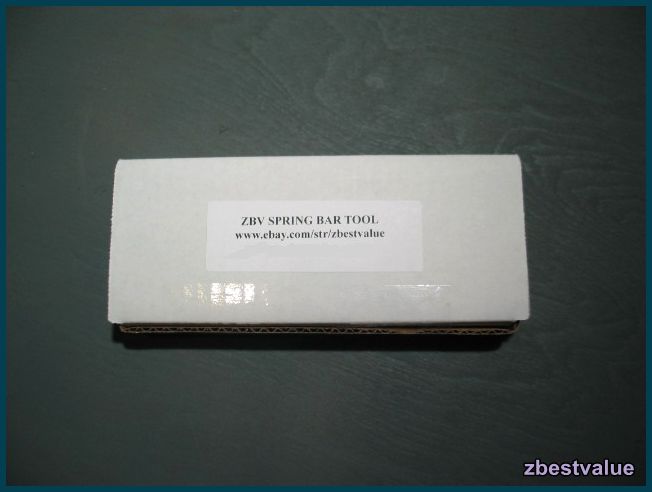 ZBV SPRING BAR TOOL
www.ebay.com/str/zbestvalue
zbestvalue